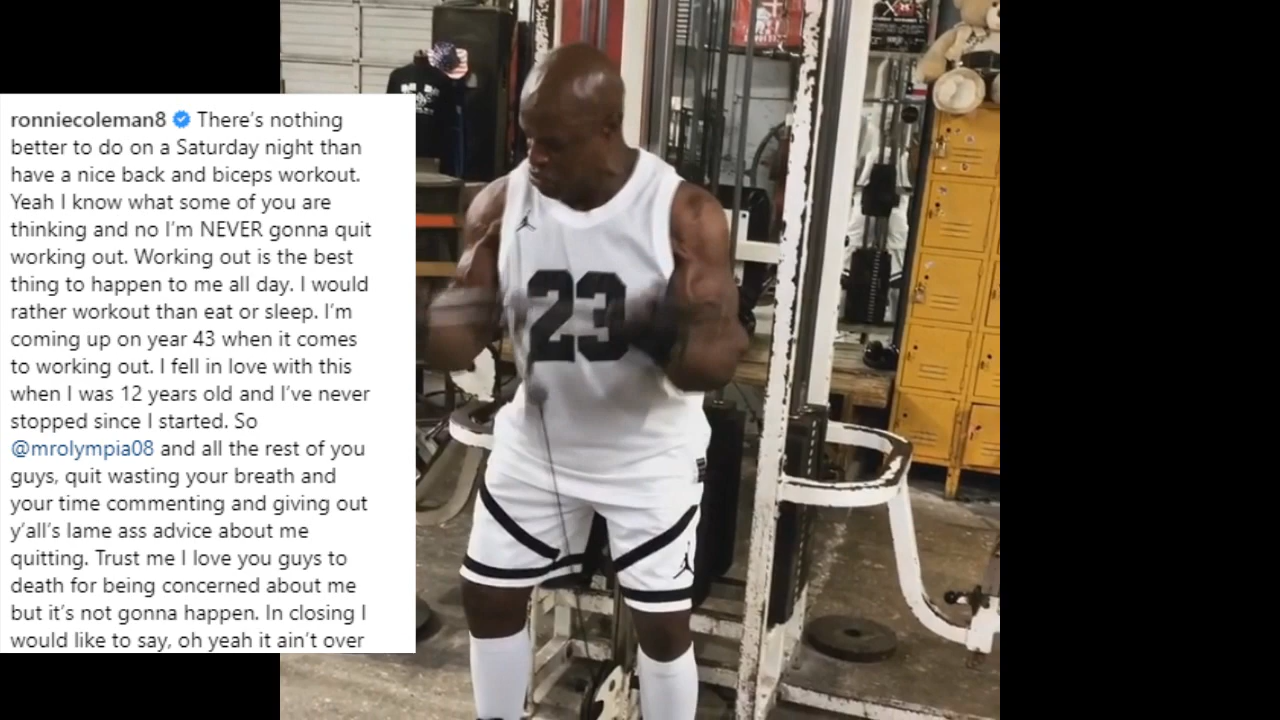 ronniecoleman8 There's nothing
better to do on a Saturday night than
have a nice back and biceps workout.
Yeah I know what some of you are
thinking and no I'm NEVER gonna quit
working out. Working out is the best
thing to happen to me all day. I would
rather workout than eat or sleep. I'm
coming up on year 43 when it comes
to working out. I fell in love with this
when I was 12 years old and I've never
stopped since I started. So
@mrolympia08 and all the rest of you
guys, quit wasting your breath and
your time commenting and giving out
y'all's lame ass advice about me
quitting. Trust me I love you guys to
death for being concerned about me
but it's not gonna happen. In closing I
would like to say, oh yeah it ain't over
23